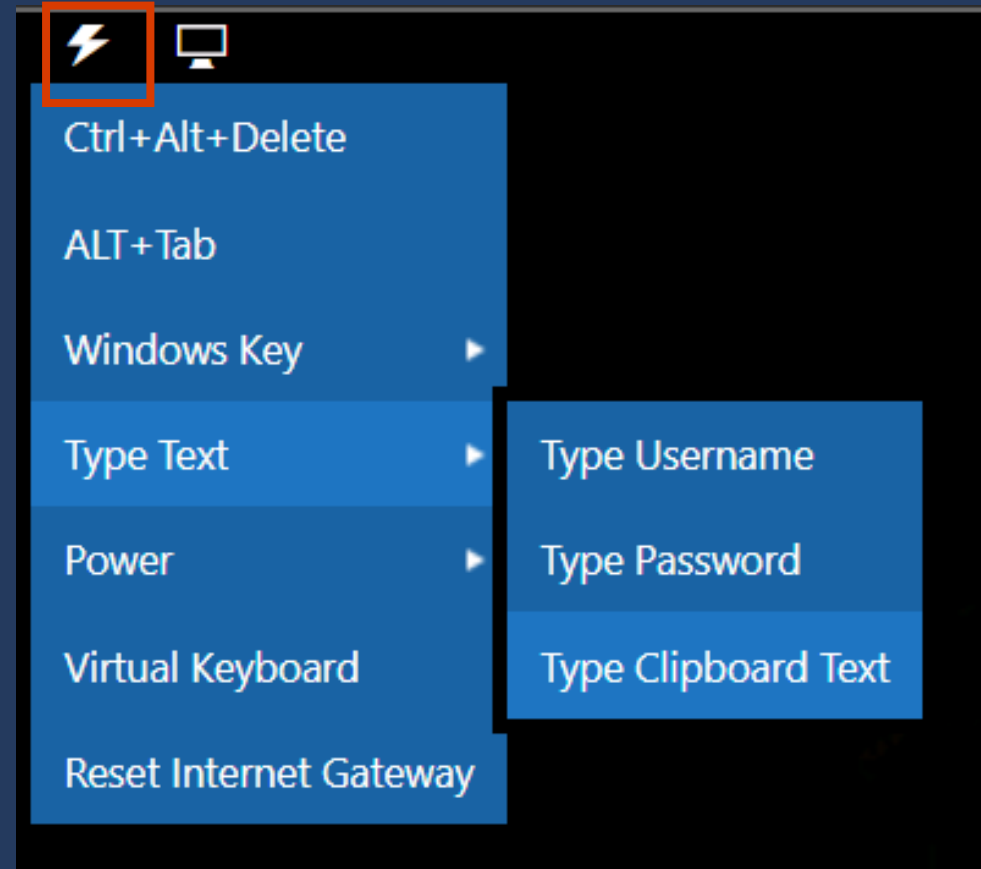 Ctrl+Alt+Delete
ALT+Tab
Windows Key
Type Text
Power
Virtual Keyboard
Reset Internet Gateway
Type Username
Type Password
Type Clipboard Text